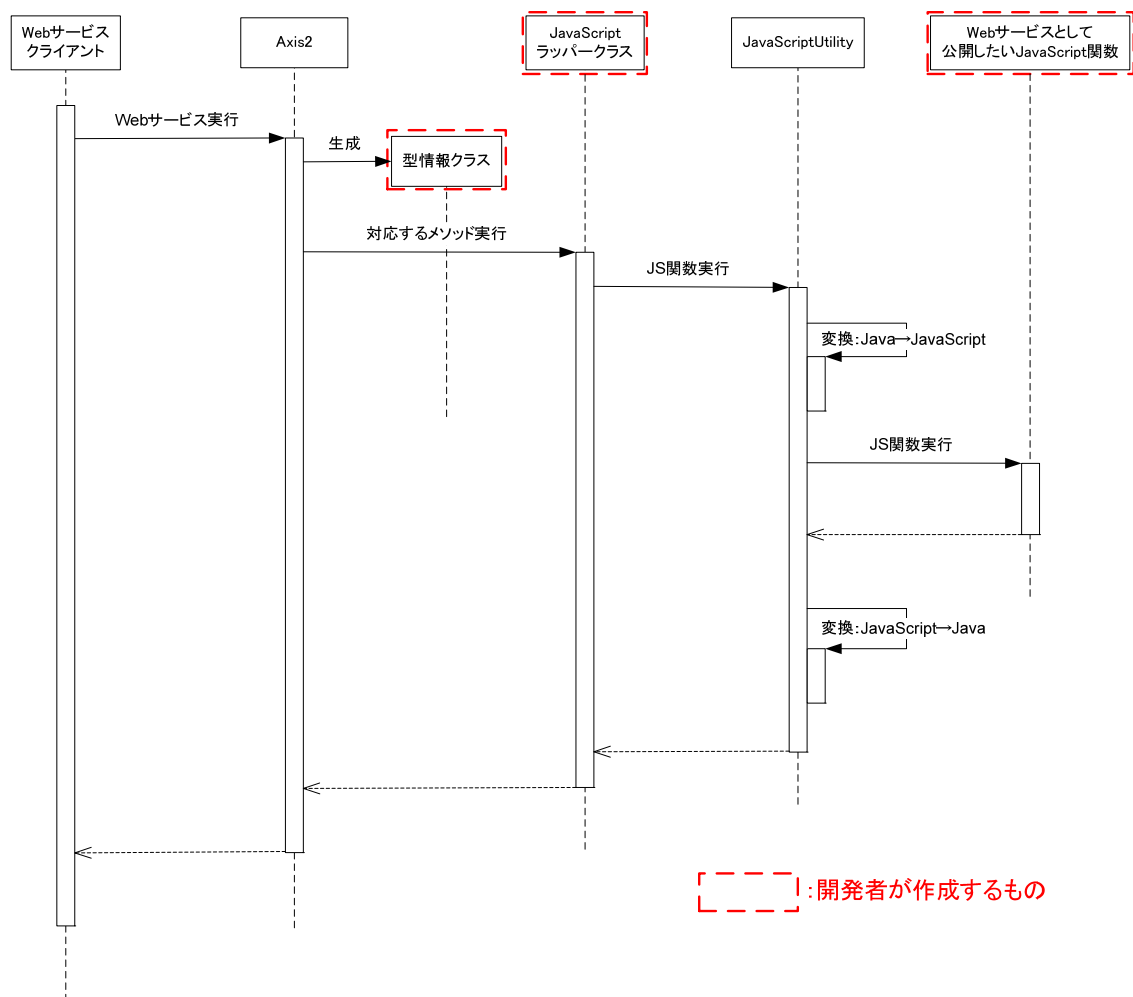 Webサービス
クライアント
Axis2
JavaScript
ラッパークラス
JavaScriptUtility
Webサービスとして
公開したいJavaScript関数
Webサービス実行
生成
型情報クラス
対応するメソッド実行
JS関数実行
変換:Java→JavaScript
JS関数実行
変換:JavaScript→Java
:開発者が作成するもの